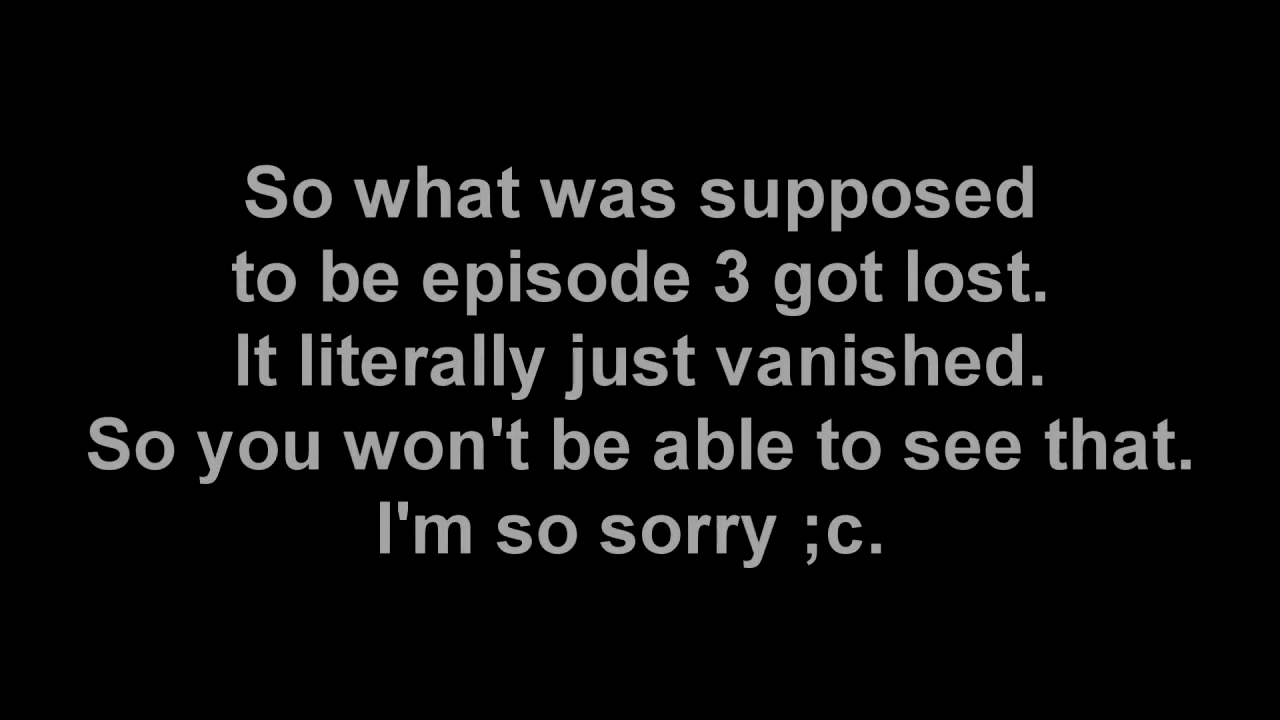 So what was supposed
to be episode 3 got lost.
It literally just vanished.
So you won't be able to see that.
I'm so sorry ;c.